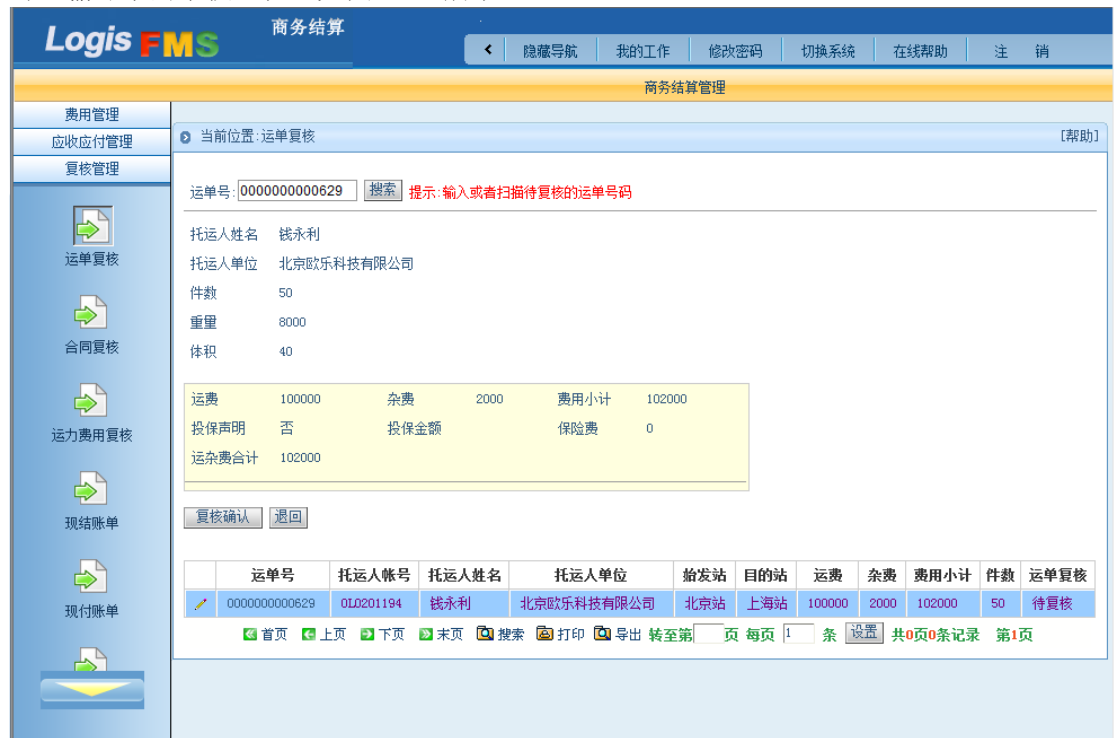 Logis FMS
商务结算
隐藏导航 我的工作 修改密码 切换系统 在线帮助 注 销
商务结算管理
费用管理
应收应付管理
复核管理
运单复核
合同复核
运力费用复核
现结账单
现付账单
当前位置:运单复核 [帮助]
运单号: 0000000000629 搜索 提示:输入或者扫描待复核的运单号码
托运人姓名 钱永利
托运人单位 北京欧乐科技有限公司
件数 50
重量 8000
体积 40
运费 100000 杂费 2000 费用小计 102000
投保声明 否 投保金额 保险费 0
运杂费合计 102000
复核确认 退回
运单号 托运人帐号 托运人姓名 托运人单位 始发站 目的站 运费 杂费 费用小计 件数 运单复核
0000000000629 0L0201194 钱永利 北京欧乐科技有限公司 北京站 上海站 100000 2000 102000 50 待复核
首页 上页 下页 末页 搜索 打印 导出 转至第 页 每页 1 条 设置 共0页0条记录 第1页